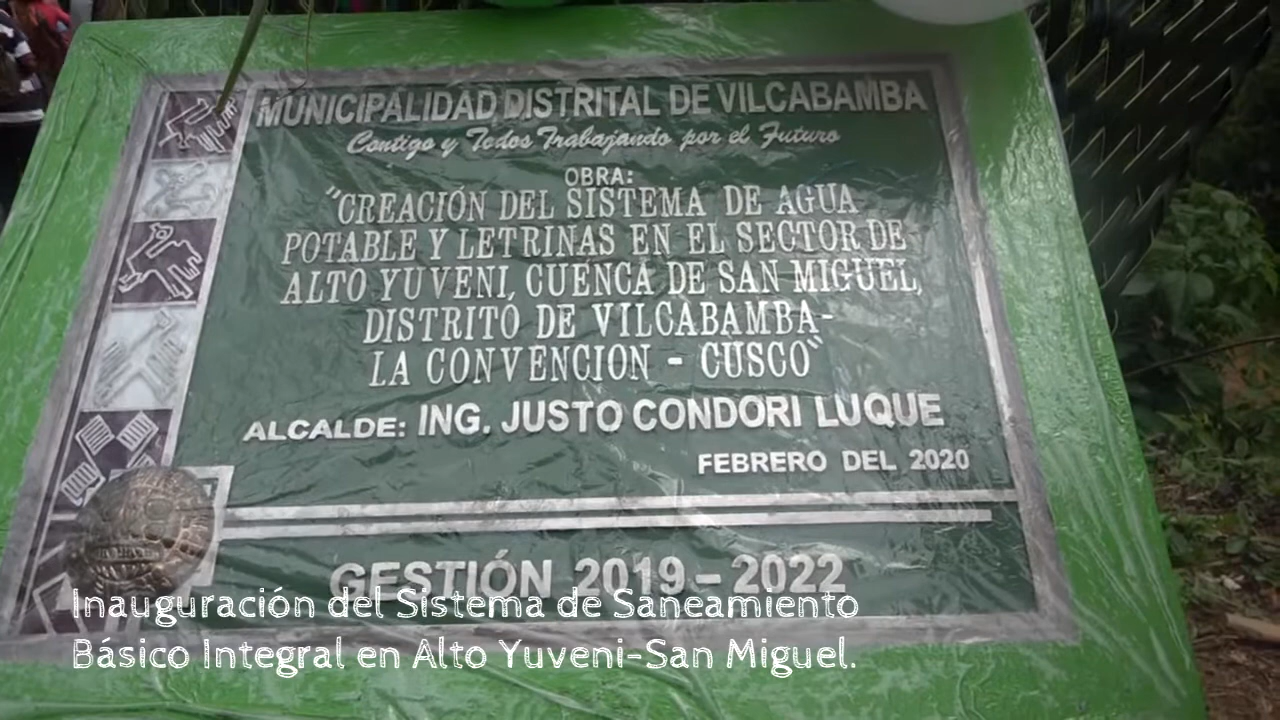 MUNICIPALIDAD DISTRITAL DE VILCABAMBA
Contigo y Todos Trabajando por el Futuro
OBRA:
"CREACIÓN DEL SISTEMA DE AGUA
POTABLE Y LETRINAS EN EL SECTOR DE
ALTO YUVENI, CUENCA DE SAN MIGUEL,
DISTRITO DE VILCABAMBA-
LA CONVENCION - CUSCO"
ALCALDE: ING. JUSTO CONDORI LUQUE
FEBRERO DEL 2020
GESTIÓN 2019 - 2022
Inauguración del Sistema de Saneamiento
Básico Integral en Alto Yuveni-San Miguel.